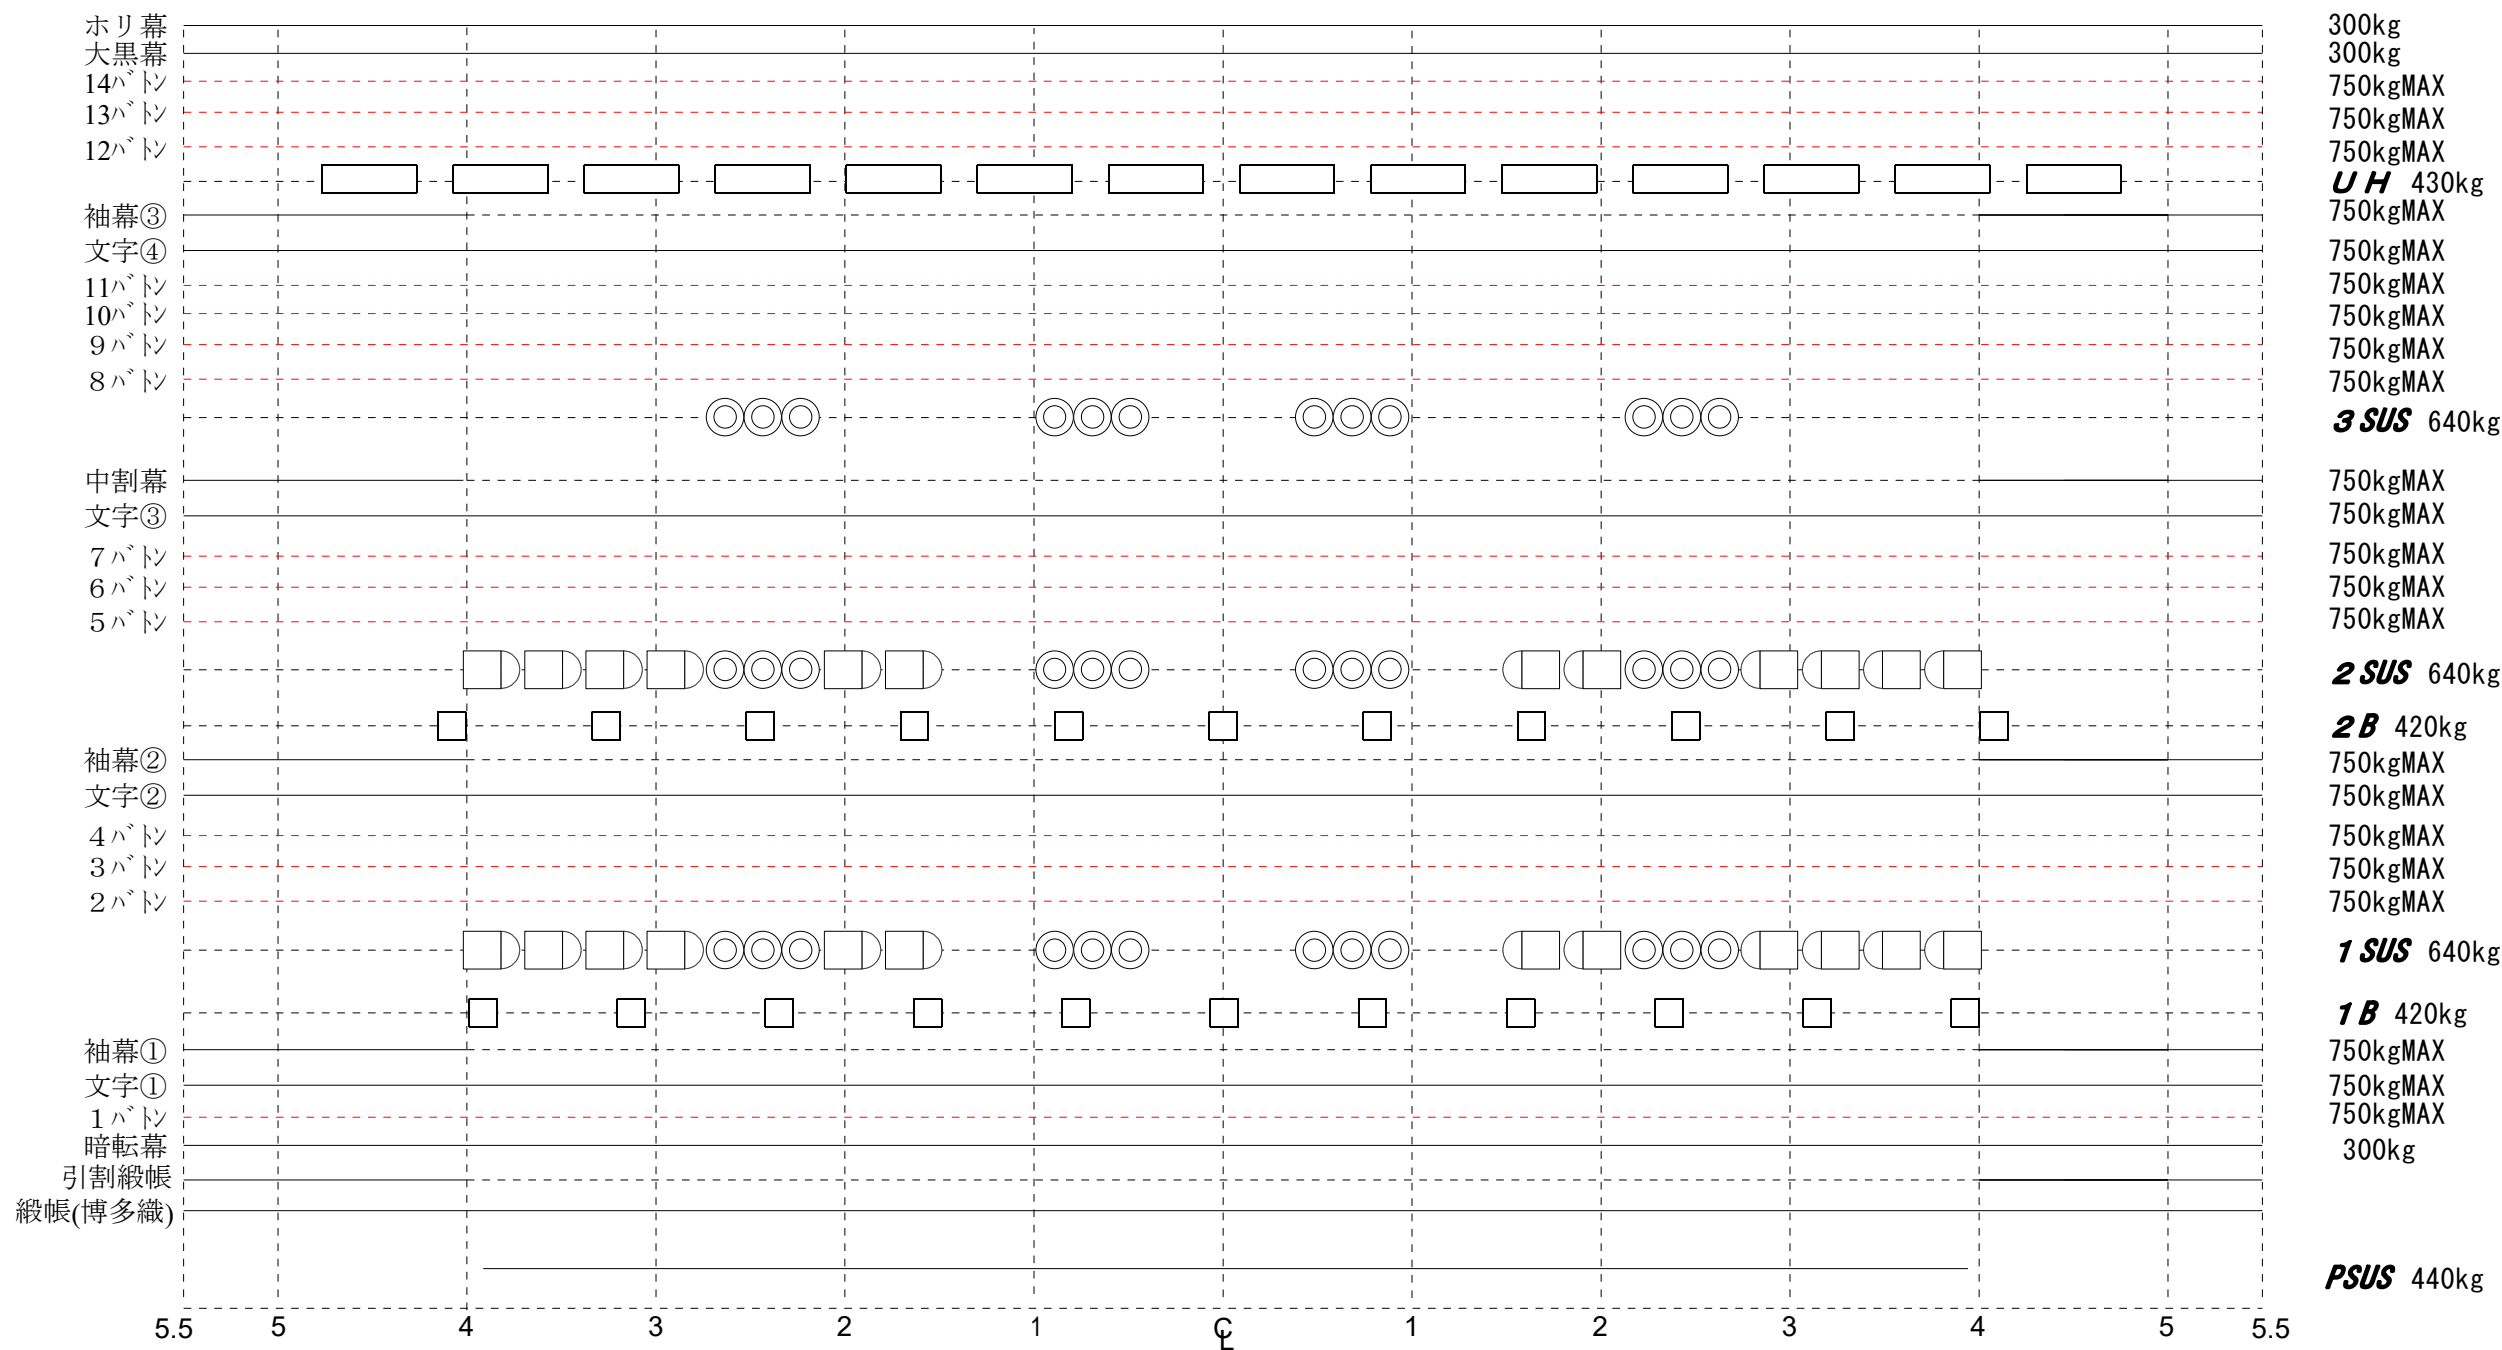 ホリ幕 300kg
大黒幕 300kg
14バトン 750kgMAX
13バトン 750kgMAX
12バトン 750kgMAX
UH 430kg
袖幕③ 750kgMAX
文字④ 750kgMAX
11バトン 750kgMAX
10バトン 750kgMAX
9バトン 750kgMAX
8バトン 750kgMAX
3 SUS 640kg
中割幕 750kgMAX
文字③ 750kgMAX
7バトン 750kgMAX
6バトン 750kgMAX
5バトン 750kgMAX
2 SUS 640kg
2 B 420kg
袖幕② 750kgMAX
文字② 750kgMAX
4バトン 750kgMAX
3バトン 750kgMAX
2バトン 750kgMAX
1 SUS 640kg
1 B 420kg
袖幕① 750kgMAX
文字① 750kgMAX
1バトン 750kgMAX
暗転幕 300kg
引割緞帳
緞帳(博多織)
PSUS 440kg
5.5 5 4 3 2 1 CL 1 2 3 4 5 5.5